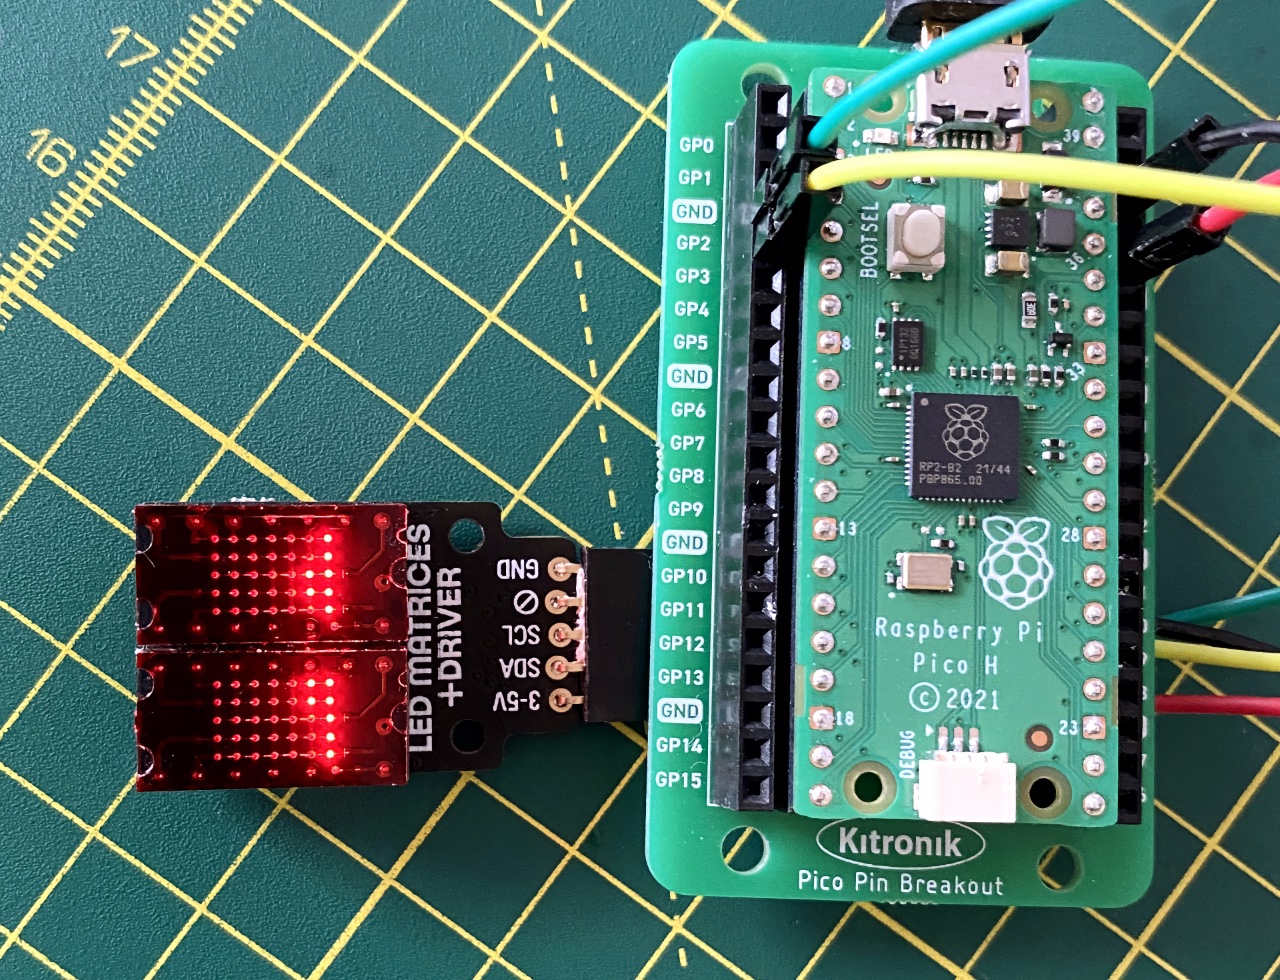 17
16
GP0
GP1
GND
GP2
GP3
GP4
GP5
GND
GP6
GP7
GP8
GP9
GND
GP10
GP11
GP12
GP13
GND
GP14
GP15
2
39
BOOTSEL
36
8
33
RP2-B2 21/44
13
28
Raspberry Pi
Pico H
© 2021
18
23
DEBUG
Kitronik
Pico Pin Breakout
LED MATRICES
+DRIVER
GND
SCL
SDA
3-5V